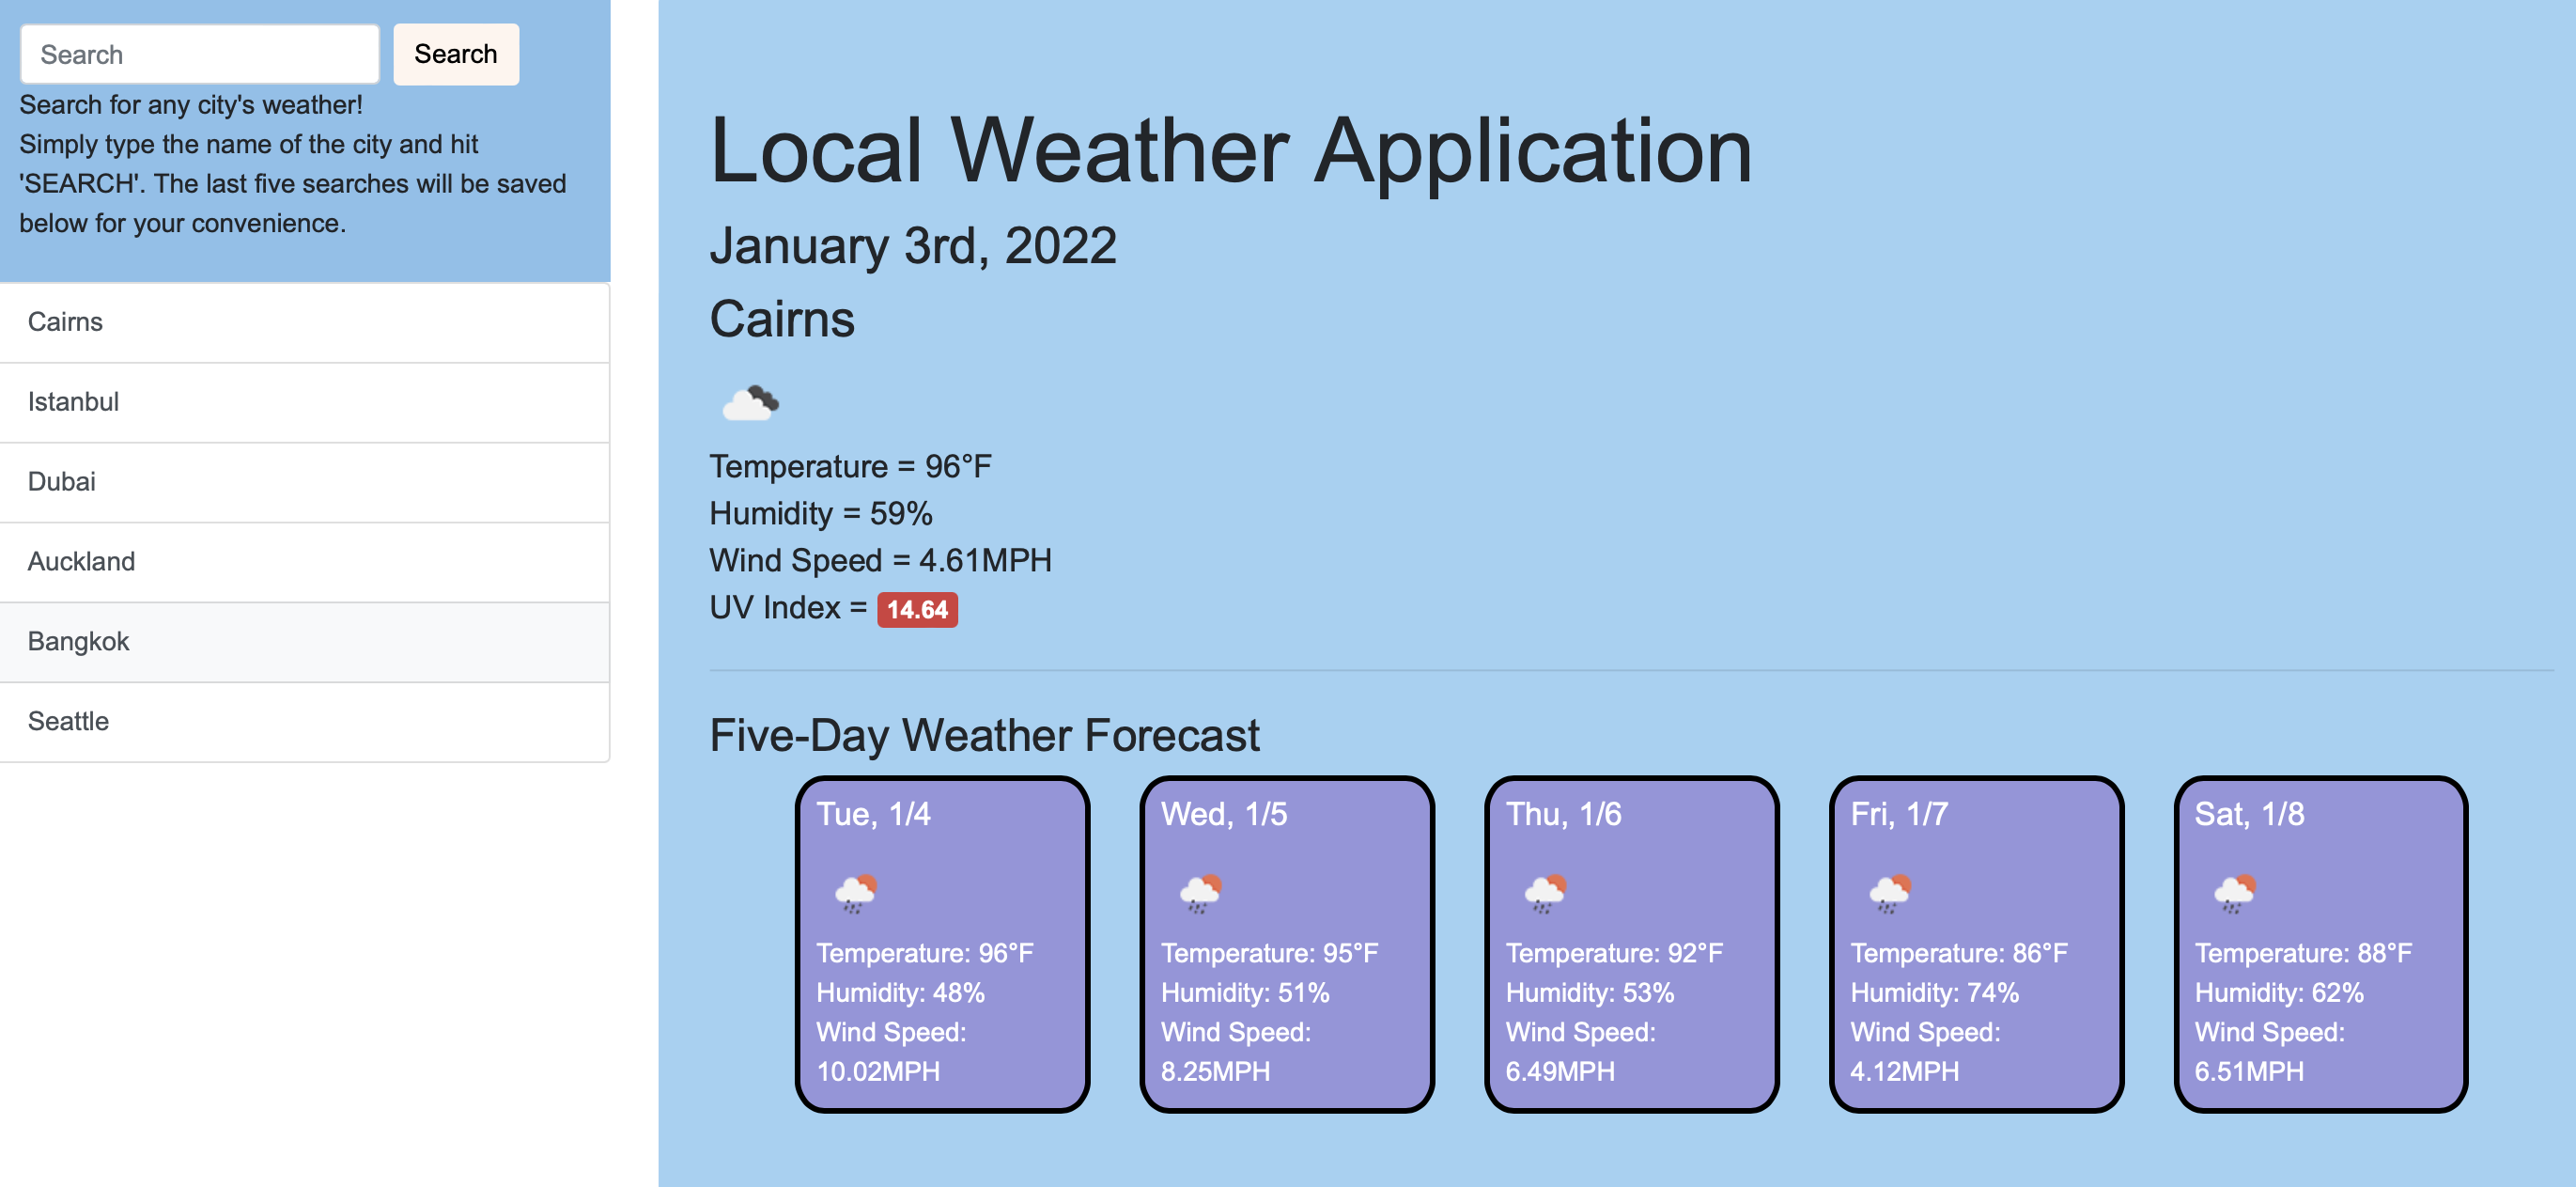 Search
Search
Search for any city's weather!
Simply type the name of the city and hit
'SEARCH'. The last five searches will be saved
below for your convenience.
Cairns
Istanbul
Dubai
Auckland
Bangkok
Seattle
Local Weather Application
January 3rd, 2022
Cairns
Temperature = 96°F
Humidity = 59%
Wind Speed = 4.61MPH
UV Index = 14.64
Five-Day Weather Forecast
Tue, 1/4
Temperature: 96°F
Humidity: 48%
Wind Speed:
10.02MPH
Wed, 1/5
Temperature: 95°F
Humidity: 51%
Wind Speed:
8.25MPH
Thu, 1/6
Temperature: 92°F
Humidity: 53%
Wind Speed:
6.49MPH
Fri, 1/7
Temperature: 86°F
Humidity: 74%
Wind Speed:
4.12MPH
Sat, 1/8
Temperature: 88°F
Humidity: 62%
Wind Speed:
6.51MPH